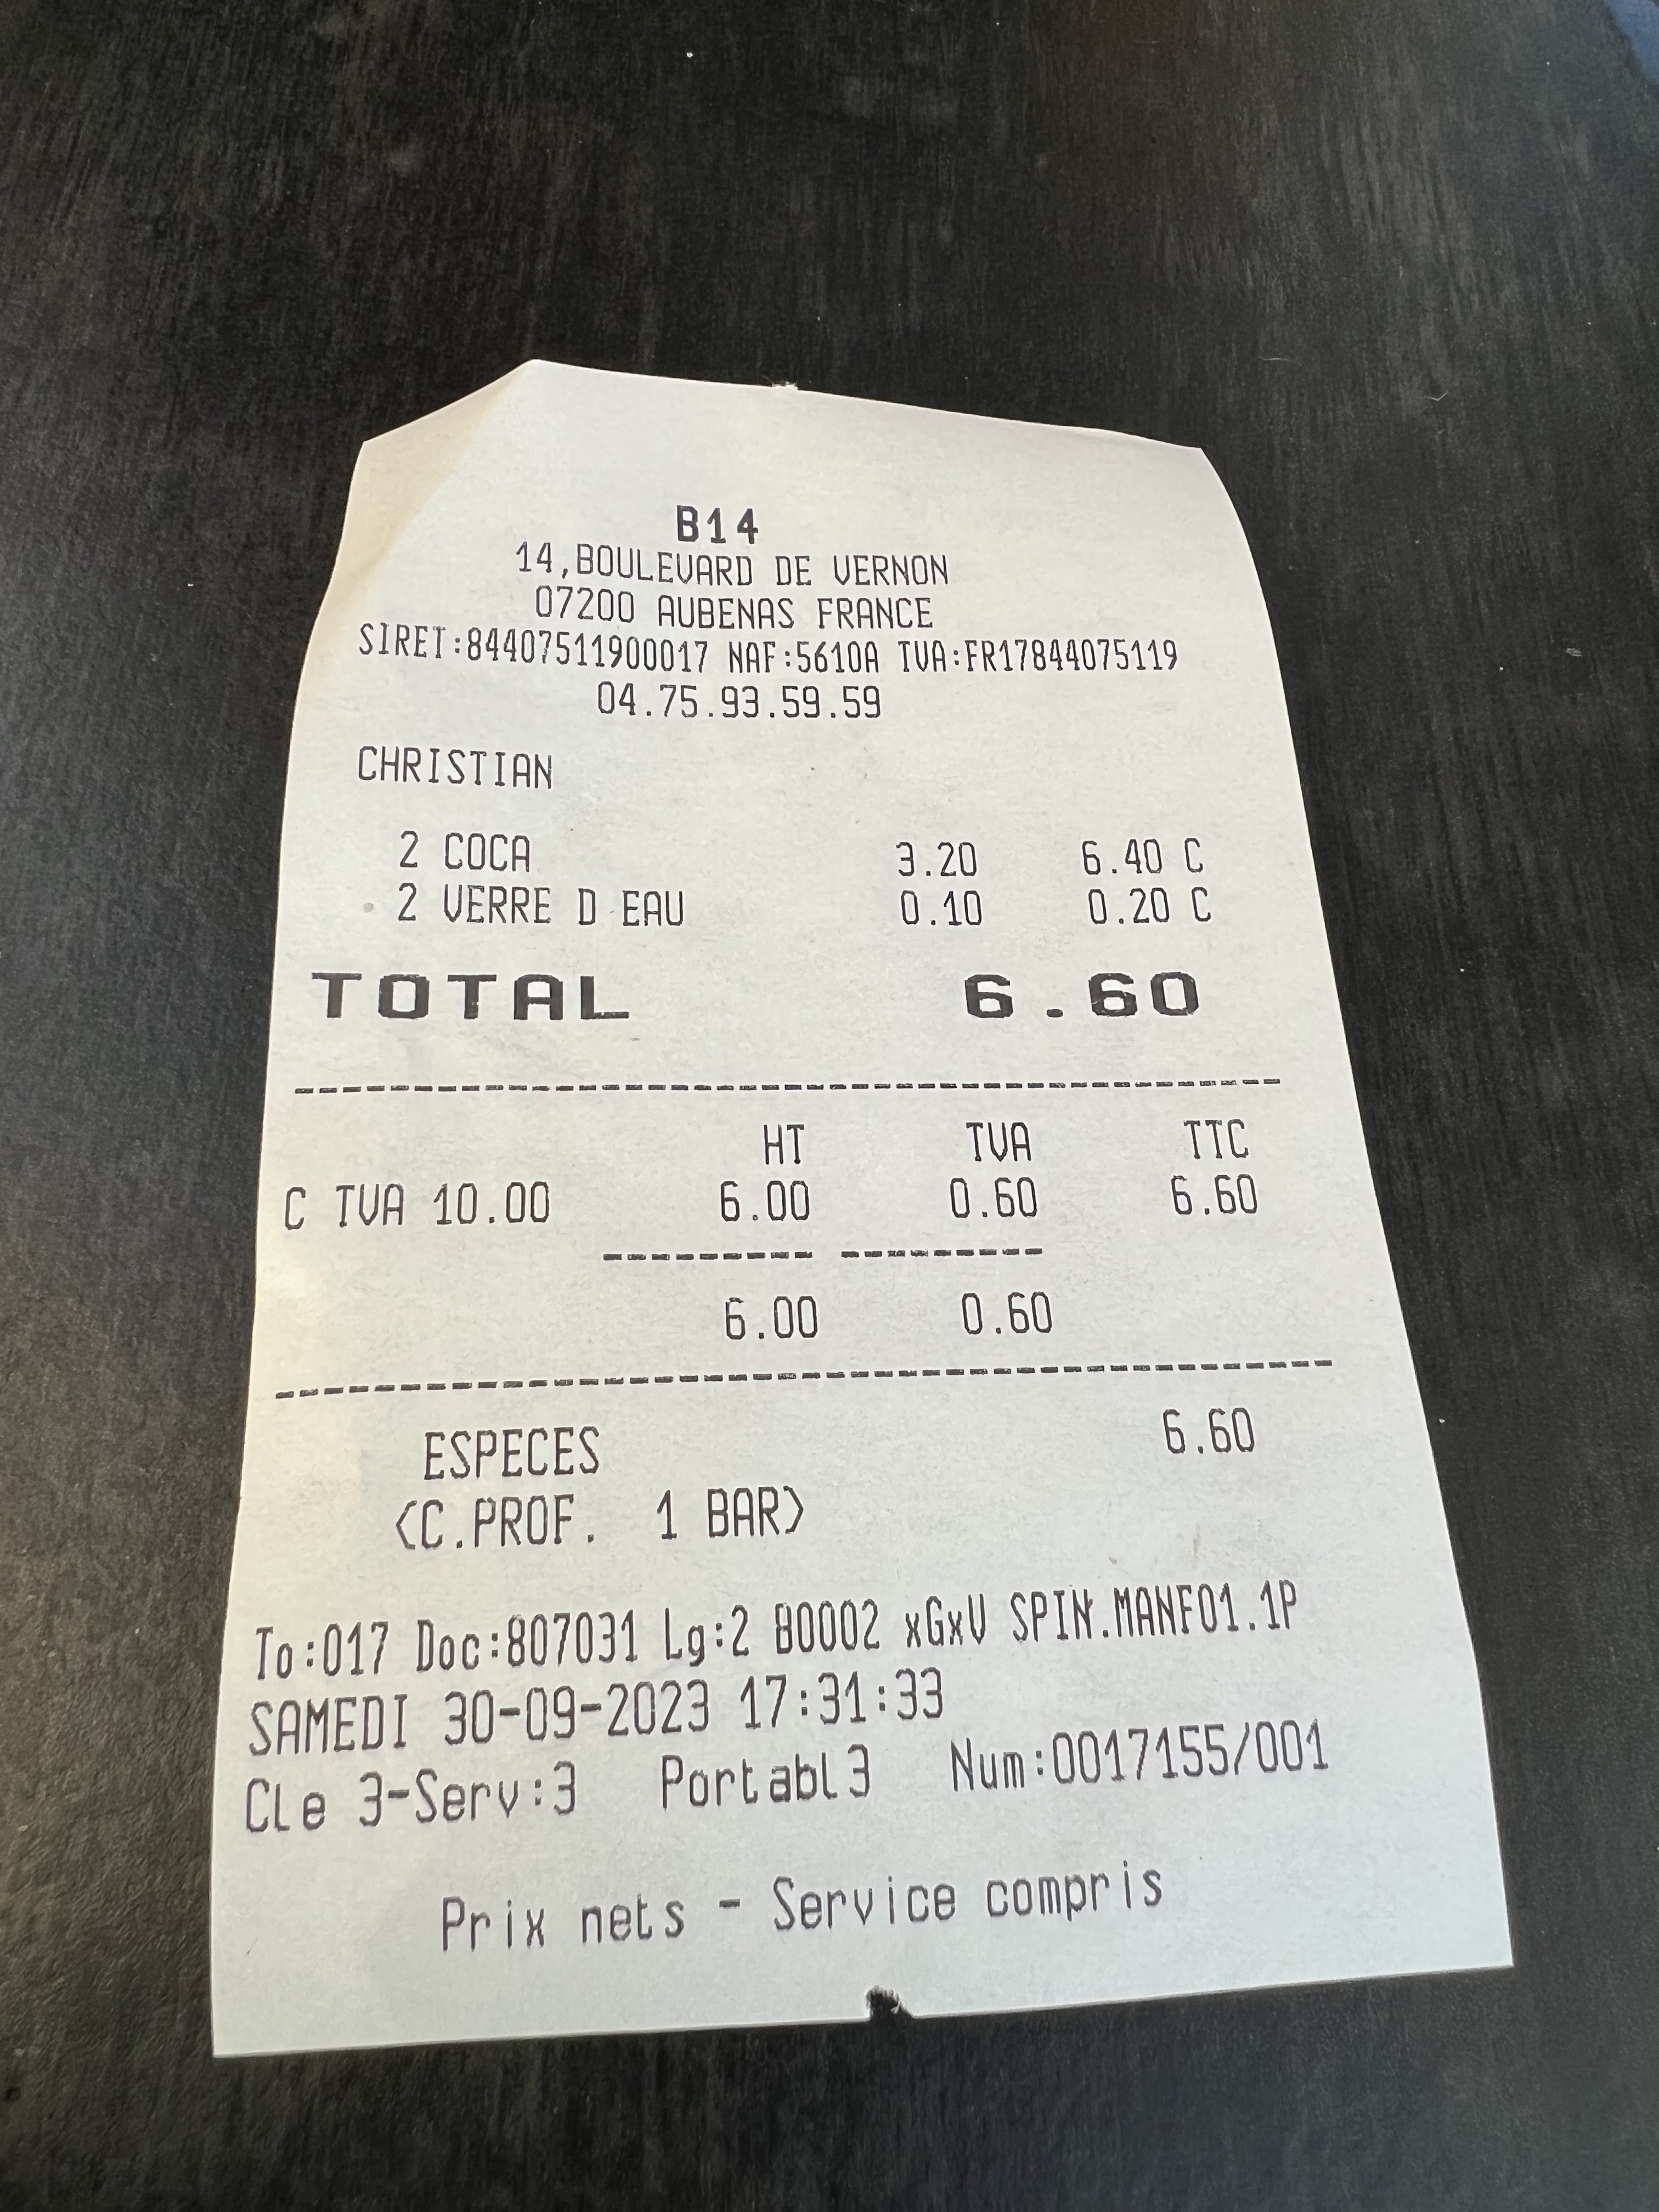 B14
14,BOULEVARD DE VERNON
07200 AUBENAS FRANCE
SIRET:84407511900017 NAF:5610A TVA:FR17844075119
04.75.93.59.59
CHRISTIAN
2 COCA 3.20 6.40 C
2 VERRE D EAU 0.10 0.20 C
TOTAL 6.60
HT TVA TTC
C TVA 10.00 6.00 0.60 6.60
6.00 0.60
ESPECES 6.60
<C.PROF. 1 BAR>
To:017 Doc:807031 Lg:2 80002 xGxV SPIN.MANF01.1P
SAMEDI 30-09-2023 17:31:33
Cle 3-Serv:3 Portabl3 Num:0017155/001
Prix nets - Service compris